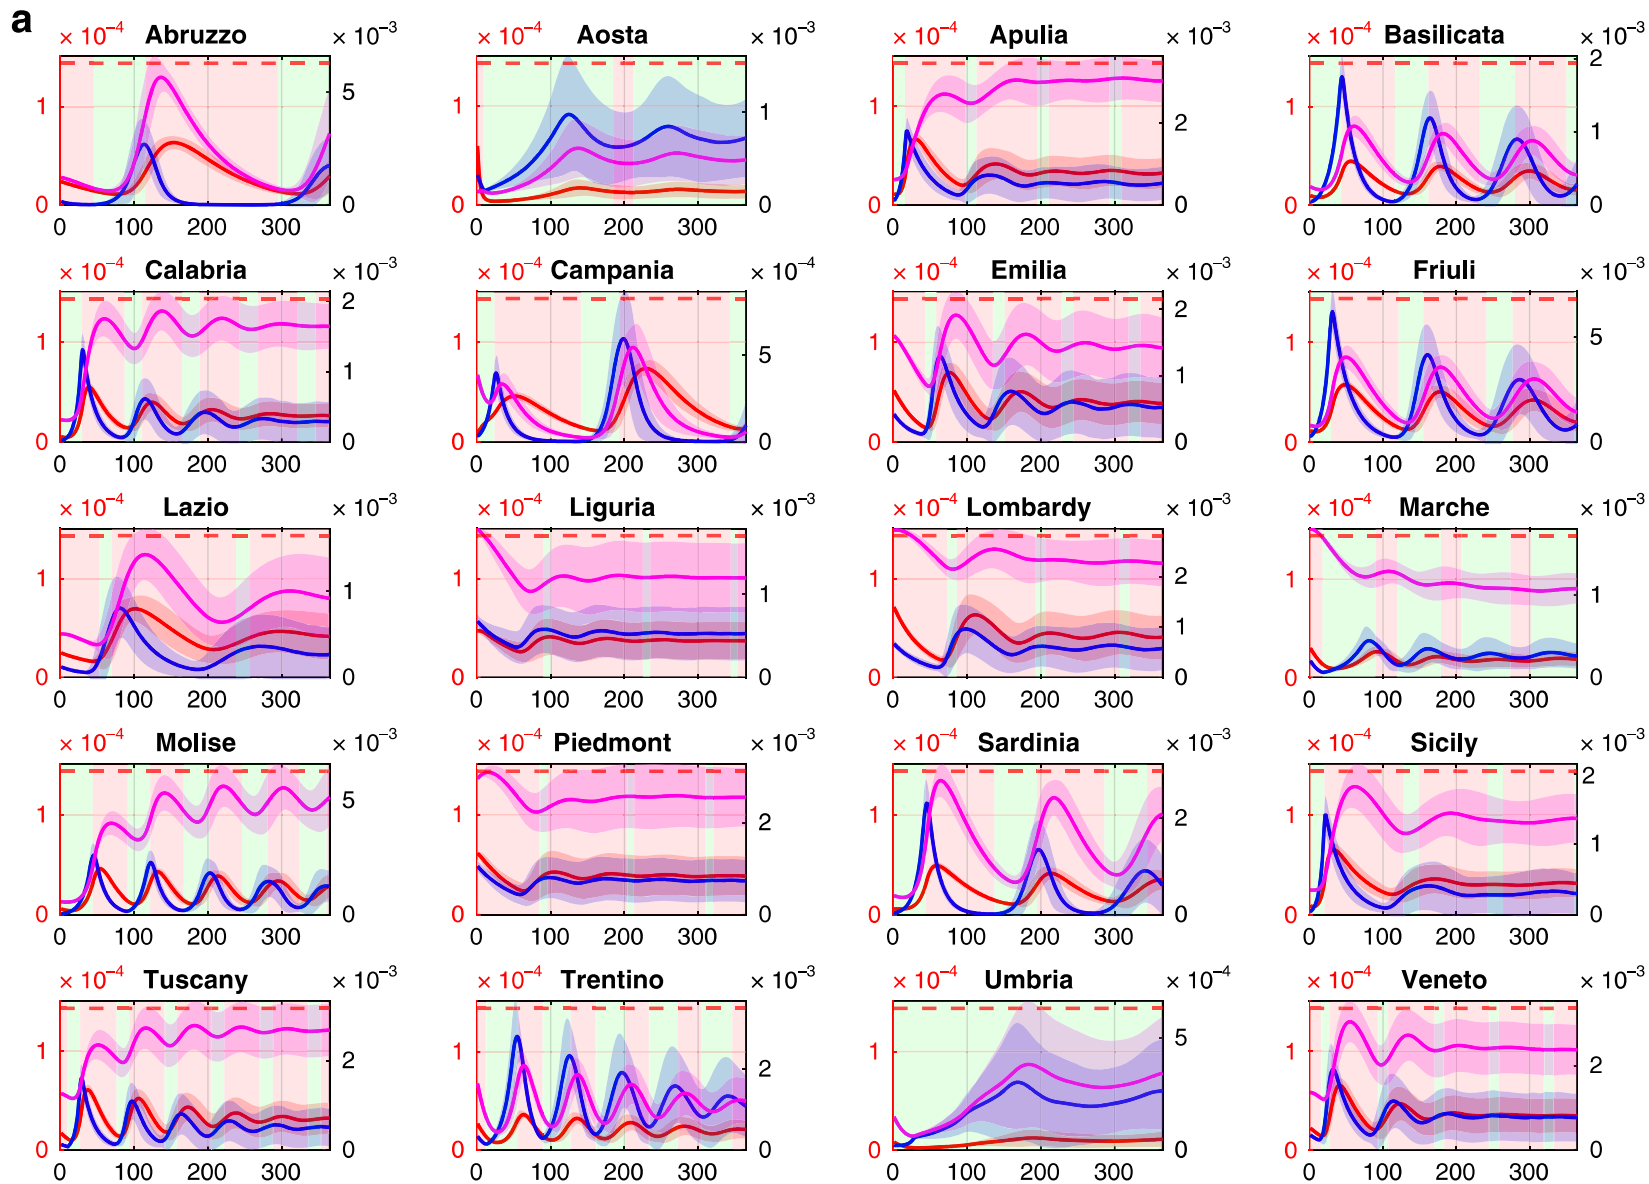 a
Abruzzo Aosta Apulia Basilicata
× 10⁻⁴ × 10⁻³ × 10⁻⁴ × 10⁻³ × 10⁻⁴ × 10⁻³ × 10⁻⁴ × 10⁻³
1 5 1 1 1 2 1 2 1
0 0 0 0 0 0 0 0
0 100 200 300 0 100 200 300 0 100 200 300 0 100 200 300
Calabria Campania Emilia Friuli
× 10⁻⁴ × 10⁻³ × 10⁻⁴ × 10⁻⁴ × 10⁻⁴ × 10⁻³ × 10⁻⁴ × 10⁻³
1 2 1 1 5 1 2 1 1 5
0 0 0 0 0 0 0 0
0 100 200 300 0 100 200 300 0 100 200 300 0 100 200 300
Lazio Liguria Lombardy Marche
× 10⁻⁴ × 10⁻³ × 10⁻⁴ × 10⁻³ × 10⁻⁴ × 10⁻³ × 10⁻⁴ × 10⁻³
1 1 1 1 1 2 1 1 1
0 0 0 0 0 0 0 0
0 100 200 300 0 100 200 300 0 100 200 300 0 100 200 300
Molise Piedmont Sardinia Sicily
× 10⁻⁴ × 10⁻³ × 10⁻⁴ × 10⁻³ × 10⁻⁴ × 10⁻³ × 10⁻⁴ × 10⁻³
1 5 1 2 1 2 1 2 1
0 0 0 0 0 0 0 0
0 100 200 300 0 100 200 300 0 100 200 300 0 100 200 300
Tuscany Trentino Umbria Veneto
× 10⁻⁴ × 10⁻³ × 10⁻⁴ × 10⁻³ × 10⁻⁴ × 10⁻⁴ × 10⁻⁴ × 10⁻³
1 2 1 2 1 5 1 2
0 0 0 0 0 0 0 0
0 100 200 300 0 100 200 300 0 100 200 300 0 100 200 300